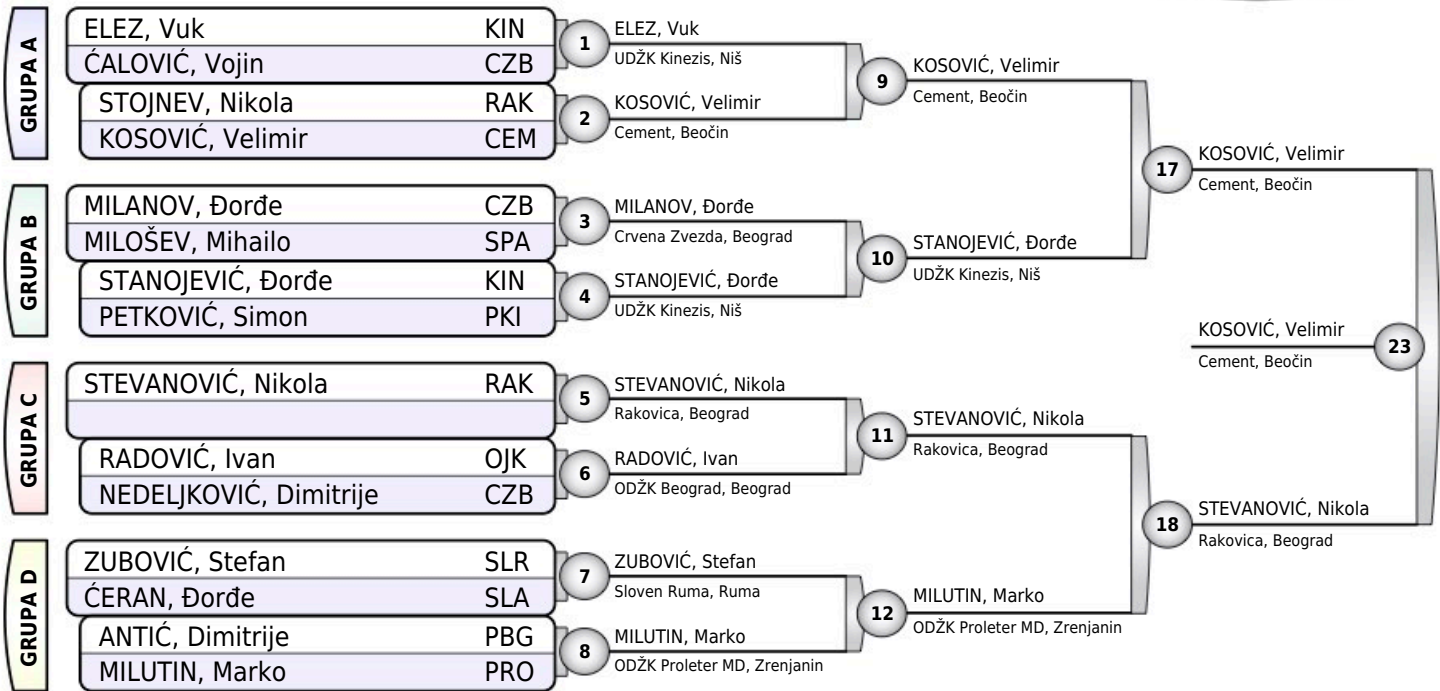 GRUPA A
ELEZ, Vuk KIN
ĆALOVIĆ, Vojin CZB
STOJNEV, Nikola RAK
KOSOVIĆ, Velimir CEM
1
ELEZ, Vuk
UDŽK Kinezis, Niš
2
KOSOVIĆ, Velimir
Cement, Beočin
9
KOSOVIĆ, Velimir
Cement, Beočin
GRUPA B
MILANOV, Đorđe CZB
MILOŠEV, Mihailo SPA
STANOJEVIĆ, Đorđe KIN
PETKOVIĆ, Simon PKI
3
MILANOV, Đorđe
Crvena Zvezda, Beograd
4
STANOJEVIĆ, Đorđe
UDŽK Kinezis, Niš
10
STANOJEVIĆ, Đorđe
UDŽK Kinezis, Niš
17
KOSOVIĆ, Velimir
Cement, Beočin
GRUPA C
STEVANOVIĆ, Nikola RAK
RADOVIĆ, Ivan OJK
NEDELJKOVIĆ, Dimitrije CZB
5
STEVANOVIĆ, Nikola
Rakovica, Beograd
6
RADOVIĆ, Ivan
ODŽK Beograd, Beograd
11
STEVANOVIĆ, Nikola
Rakovica, Beograd
GRUPA D
ZUBOVIĆ, Stefan SLR
ĆERAN, Đorđe SLA
ANTIĆ, Dimitrije PBG
MILUTIN, Marko PRO
7
ZUBOVIĆ, Stefan
Sloven Ruma, Ruma
8
MILUTIN, Marko
ODŽK Proleter MD, Zrenjanin
12
MILUTIN, Marko
ODŽK Proleter MD, Zrenjanin
18
STEVANOVIĆ, Nikola
Rakovica, Beograd
KOSOVIĆ, Velimir
Cement, Beočin
23